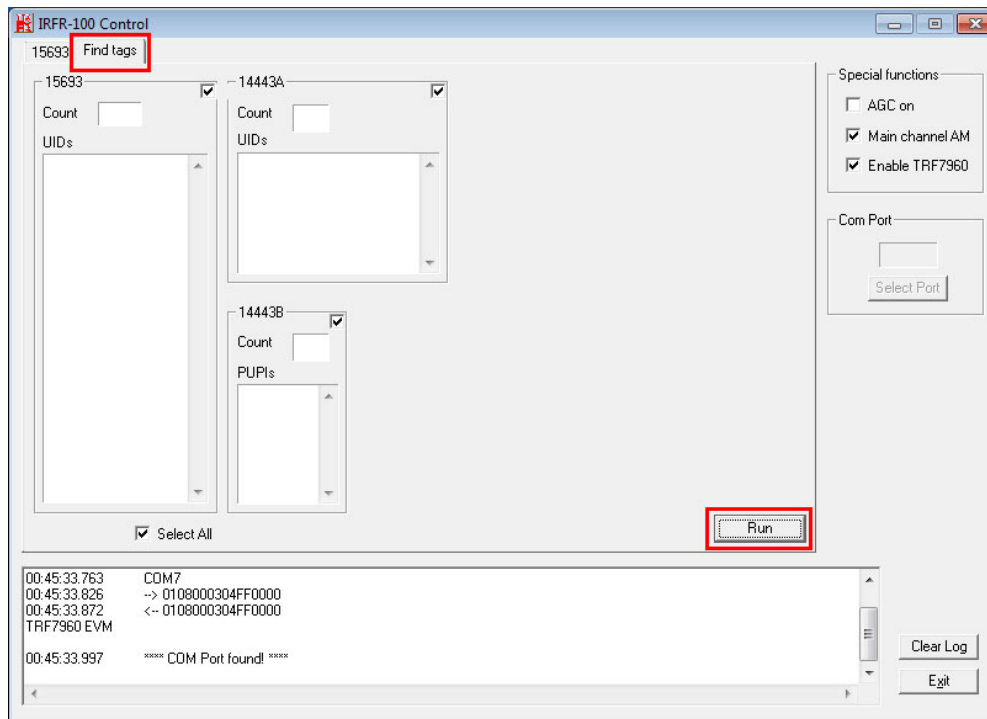 IRFR-100 Control
15693 Find tags
15693
Count
UIDs
14443A
Count
UIDs
14443B
Count
PUPIs
Select All
Run
Special functions
AGC on
Main channel AM
Enable TRF7960
Com Port
Select Port
00:45:33.763 COM7
00:45:33.826 --> 0108000304FF0000
00:45:33.872 <-- 0108000304FF0000
TRF7960 EVM
00:45:33.997 **** COM Port found! ****
Clear Log
Exit